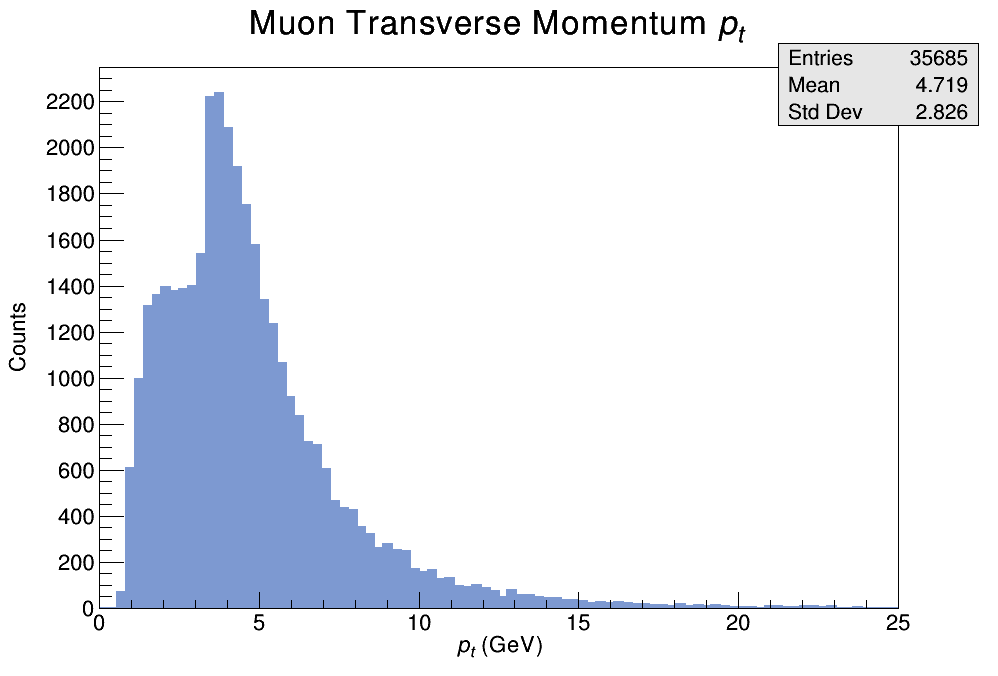 Muon Transverse Momentum pt
Entries 35685
Mean 4.719
Std Dev 2.826
2200
2000
1800
1600
1400
1200
1000
800
600
400
200
0
Counts
0 5 10 15 20 25
pt (GeV)